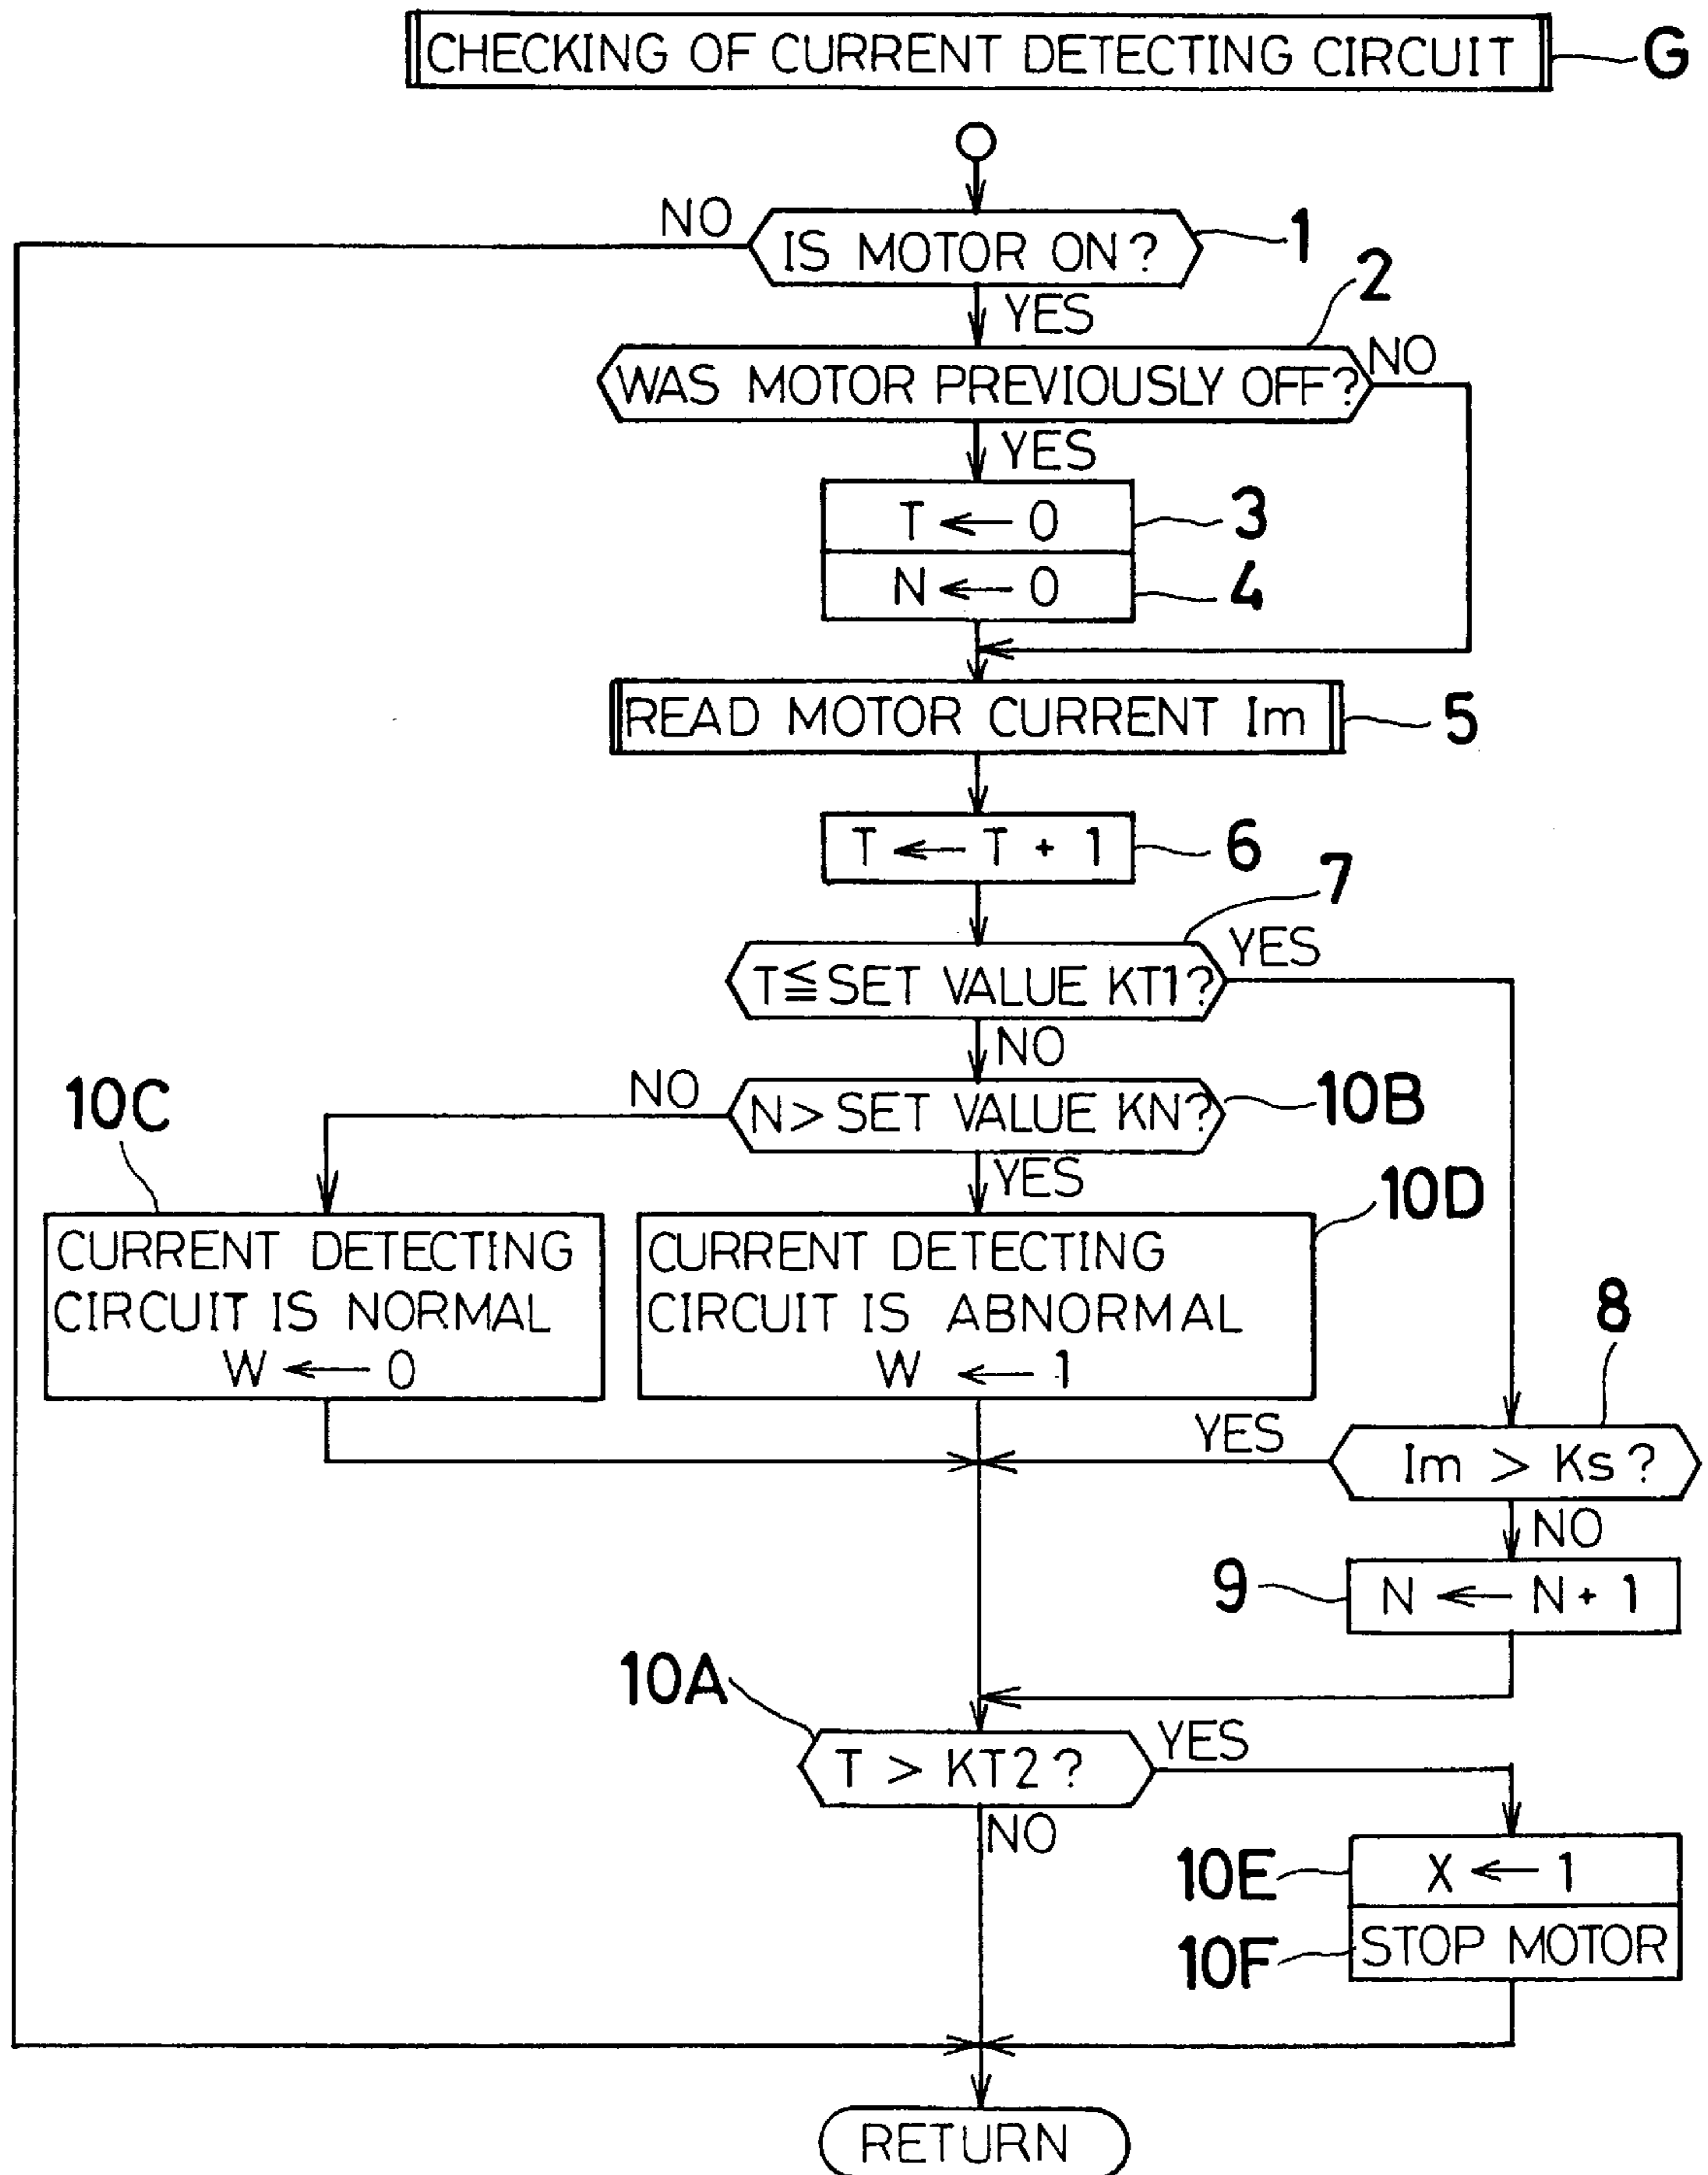 CHECKING OF CURRENT DETECTING CIRCUIT
G
NO
IS MOTOR ON?
1
YES
2
WAS MOTOR PREVIOUSLY OFF?
NO
YES
T ← 0
3
N ← 0
4
READ MOTOR CURRENT Im
5
T ← T + 1
6
7
T ≦ SET VALUE KT1?
YES
NO
10C
NO
N > SET VALUE KN?
10B
YES
10D
CURRENT DETECTING
CIRCUIT IS NORMAL
W ← 0
CURRENT DETECTING
CIRCUIT IS ABNORMAL
W ← 1
8
YES
Im > Ks?
NO
9
N ← N + 1
10A
T > KT2?
YES
NO
10E
X ← 1
10F
STOP MOTOR
RETURN